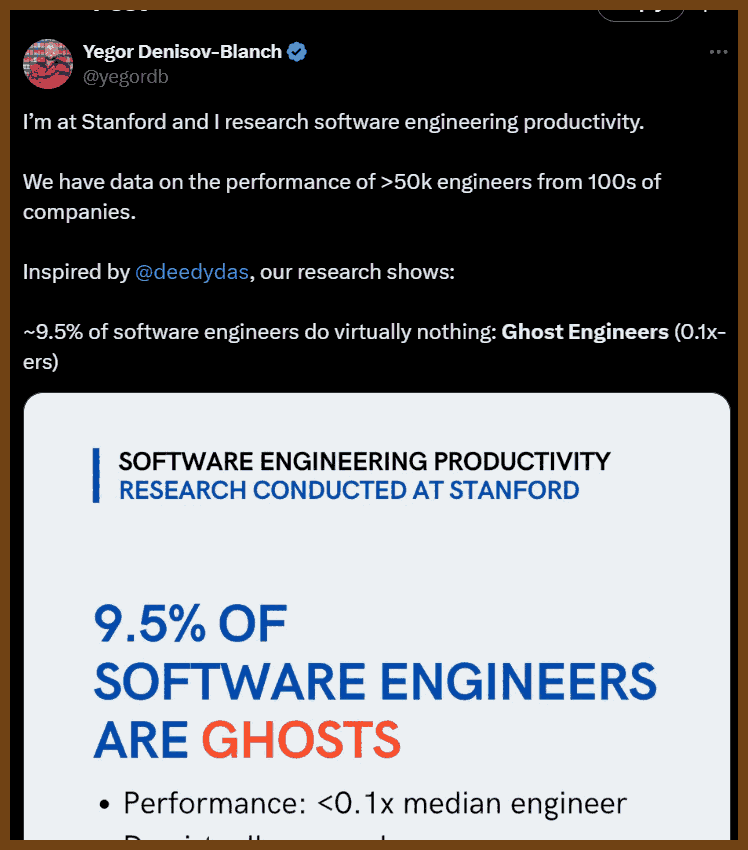 Yegor Denisov-Blanch
@yegordb
I'm at Stanford and I research software engineering productivity.
We have data on the performance of >50k engineers from 100s of
companies.
Inspired by @deedydas, our research shows:
~9.5% of software engineers do virtually nothing: Ghost Engineers (0.1x-
ers)
SOFTWARE ENGINEERING PRODUCTIVITY
RESEARCH CONDUCTED AT STANFORD
9.5% OF
SOFTWARE ENGINEERS
ARE GHOSTS
• Performance: <0.1x median engineer